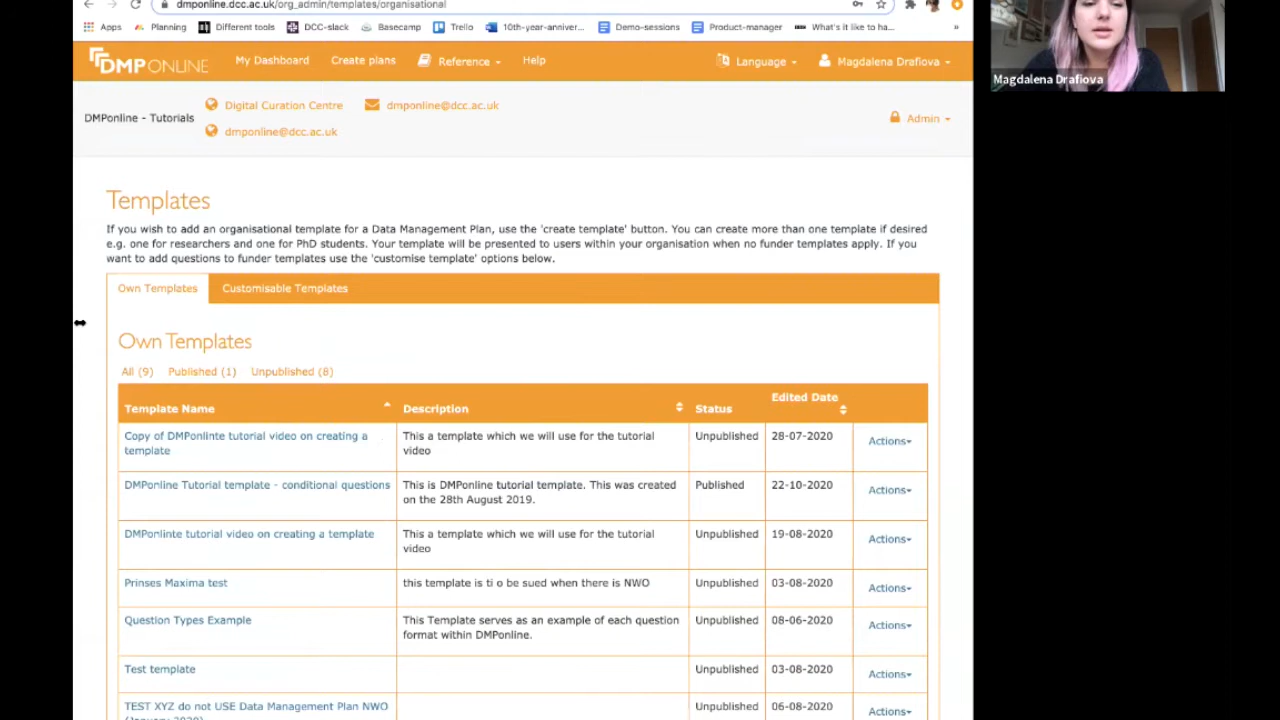 dmponline.dcc.ac.uk/org_admin/templates/organisational
Apps Planning Different tools DCC-slack Basecamp Trello 10th-year-anniver... Demo-sessions Product-manager What's it like to ha... »
DMPONLINE My Dashboard Create plans Reference Help Language Magdalena Drafiova
Magdalena Drafiova
DMPonline - Tutorials Digital Curation Centre dmponline@dcc.ac.uk
dmponline@dcc.ac.uk
Admin
Templates
If you wish to add an organisational template for a Data Management Plan, use the 'create template' button. You can create more than one template if desired
e.g. one for researchers and one for PhD students. Your template will be presented to users within your organisation when no funder templates apply. If you
want to add questions to funder templates use the 'customise template' options below.
Own Templates Customisable Templates
Own Templates
All (9) Published (1) Unpublished (8)
Template Name Description Status Edited Date
Copy of DMPonlinte tutorial video on creating a
template
This a template which we will use for the tutorial
video
Unpublished 28-07-2020 Actions
DMPonline Tutorial template - conditional questions
This is DMPonline tutorial template. This was created
on the 28th August 2019.
Published 22-10-2020 Actions
DMPonlinte tutorial video on creating a template
This a template which we will use for the tutorial
video
Unpublished 19-08-2020 Actions
Prinses Maxima test this template is ti o be sued when there is NWO Unpublished 03-08-2020 Actions
Question Types Example
This Template serves as an example of each question
format within DMPonline.
Unpublished 08-06-2020 Actions
Test template Unpublished 03-08-2020 Actions
TEST XYZ do not USE Data Management Plan NWO
(January 2020)
Unpublished 06-08-2020 Actions